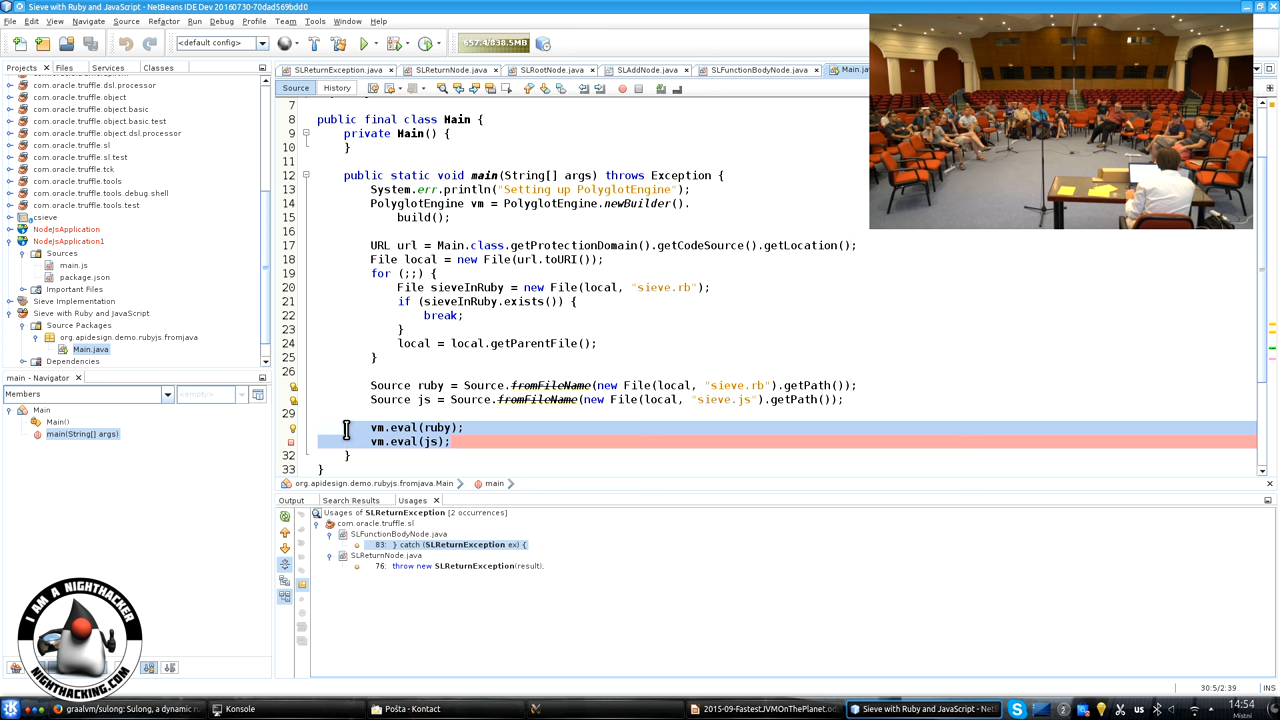 Sieve with Ruby and JavaScript - NetBeans IDE Dev 20160730-70dad569bdd0
File Edit View Navigate Source Refactor Run Debug Profile Team Tools Window Help
<default config>
657.4/838.5MB
Projects Files Services Classes
SLReturnException.java SLReturnNode.java SLRootNode.java SLAddNode.java SLFunctionBodyNode.java Main.java
Source History
com.oracle.truffle.dsl.processor
com.oracle.truffle.object
com.oracle.truffle.object.basic
com.oracle.truffle.object.basic.test
com.oracle.truffle.object.dsl.processor
com.oracle.truffle.sl
com.oracle.truffle.sl.test
com.oracle.truffle.tck
com.oracle.truffle.tools
com.oracle.truffle.tools.debug.shell
com.oracle.truffle.tools.test
csieve
NodeJsApplication
NodeJsApplication1
Sources
main.js
package.json
Important Files
Sieve Implementation
Sieve with Ruby and JavaScript
Source Packages
org.apidesign.demo.rubyjs.fromjava
Main.java
Dependencies
main - Navigator
Members
<empty>
Main
Main()
main(String[] args)
7
8 public final class Main {
9 private Main() {
10 }
11
12 public static void main(String[] args) throws Exception {
13 System.err.println("Setting up PolyglotEngine");
14 PolyglotEngine vm = PolyglotEngine.newBuilder().
15 build();
16
17 URL url = Main.class.getProtectionDomain().getCodeSource().getLocation();
18 File local = new File(url.toURI());
19 for (;;) {
20 File sieveInRuby = new File(local, "sieve.rb");
21 if (sieveInRuby.exists()) {
22 break;
23 }
24 local = local.getParentFile();
25 }
26
Source ruby = Source.fromFileName(new File(local, "sieve.rb").getPath());
Source js = Source.fromFileName(new File(local, "sieve.js").getPath());
29
vm.eval(ruby);
vm.eval(js);
32 }
33 }
org.apidesign.demo.rubyjs.fromjava.Main main
Output Search Results Usages
Usages of SLReturnException [2 occurrences]
com.oracle.truffle.sl
SLFunctionBodyNode.java
83: } catch (SLReturnException ex) {
SLReturnNode.java
76: throw new SLReturnException(result);
I AM A NIGHTHACKER
NIGHTHACKING.COM
30:5/2:39 INS
graalvm/sulong: Sulong, a dynamic ru
Konsole
Pošta - Kontact
2015-09-FastestJVMOnThePlanet.od
Sieve with Ruby and JavaScript - NetB
us
14:54
Místní